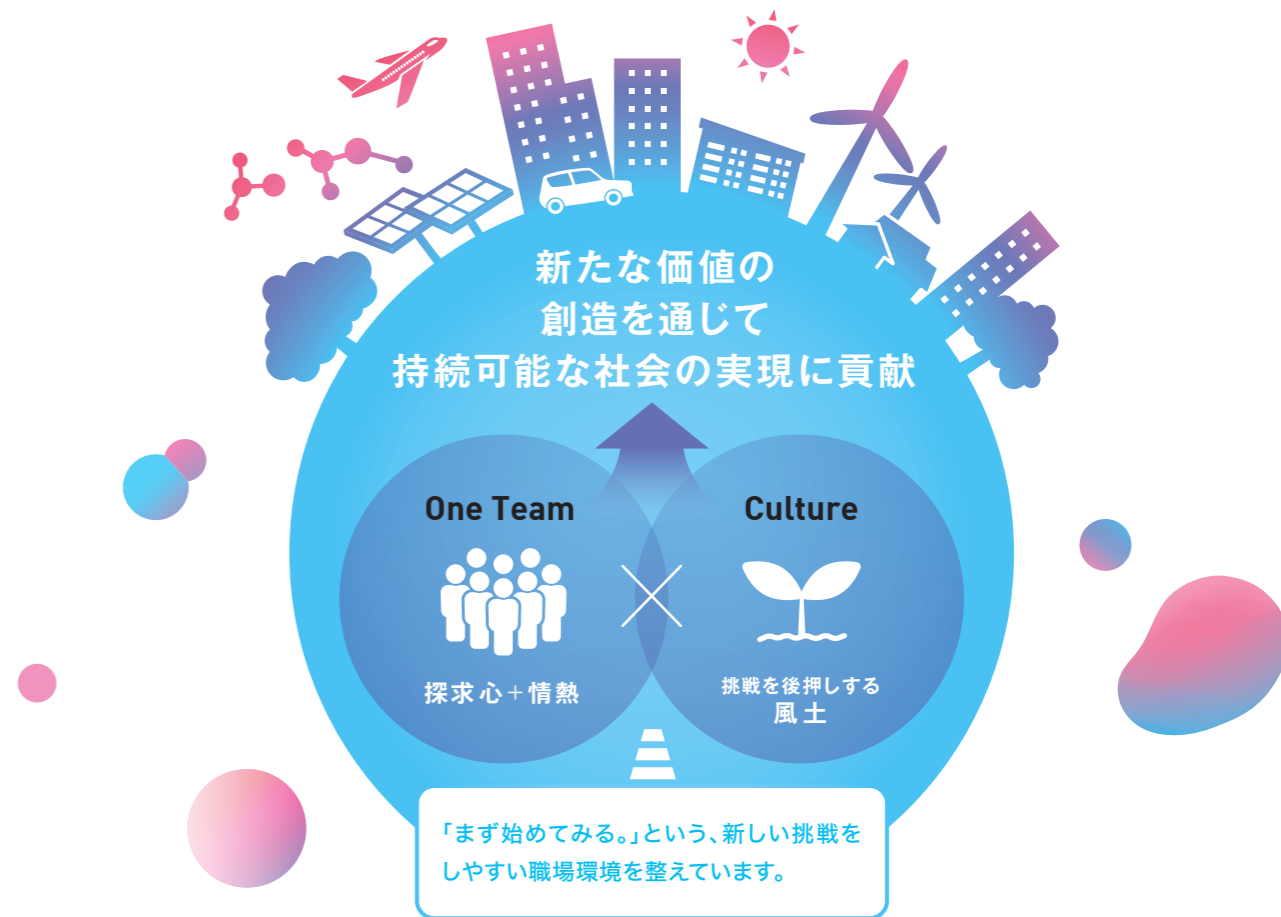 新たな価値の
創造を通じて
持続可能な社会の実現に貢献
One Team
探求心+情熱
Culture
挑戦を後押しする
風土
「まず始めてみる。」という、新しい挑戦を
しやすい職場環境を整えています。